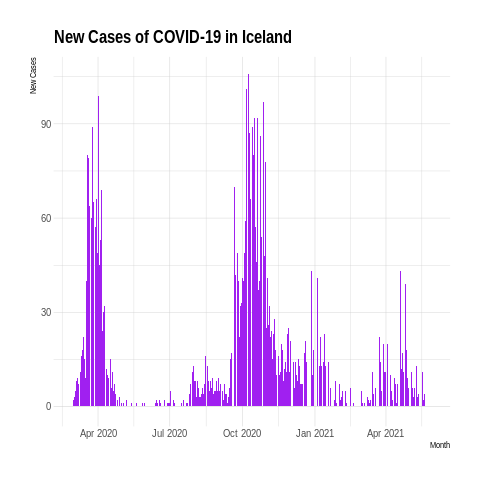 New Cases of COVID-19 in Iceland
New Cases
90
60
30
0
Apr 2020
Jul 2020
Oct 2020
Jan 2021
Apr 2021
Month